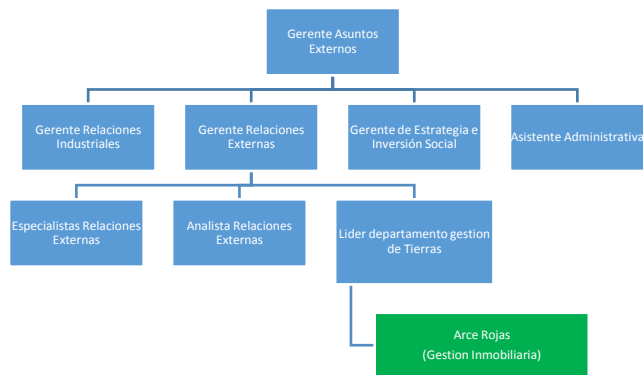 Gerente Asuntos
Externos
Gerente Relaciones
Industriales
Gerente Relaciones
Externas
Gerente de Estrategia e
Inversión Social
Asistente Administrativa
Especialistas Relaciones
Externas
Analista Relaciones
Externas
Lider departamento gestion
de Tierras
Arce Rojas
(Gestion Inmobiliaria)